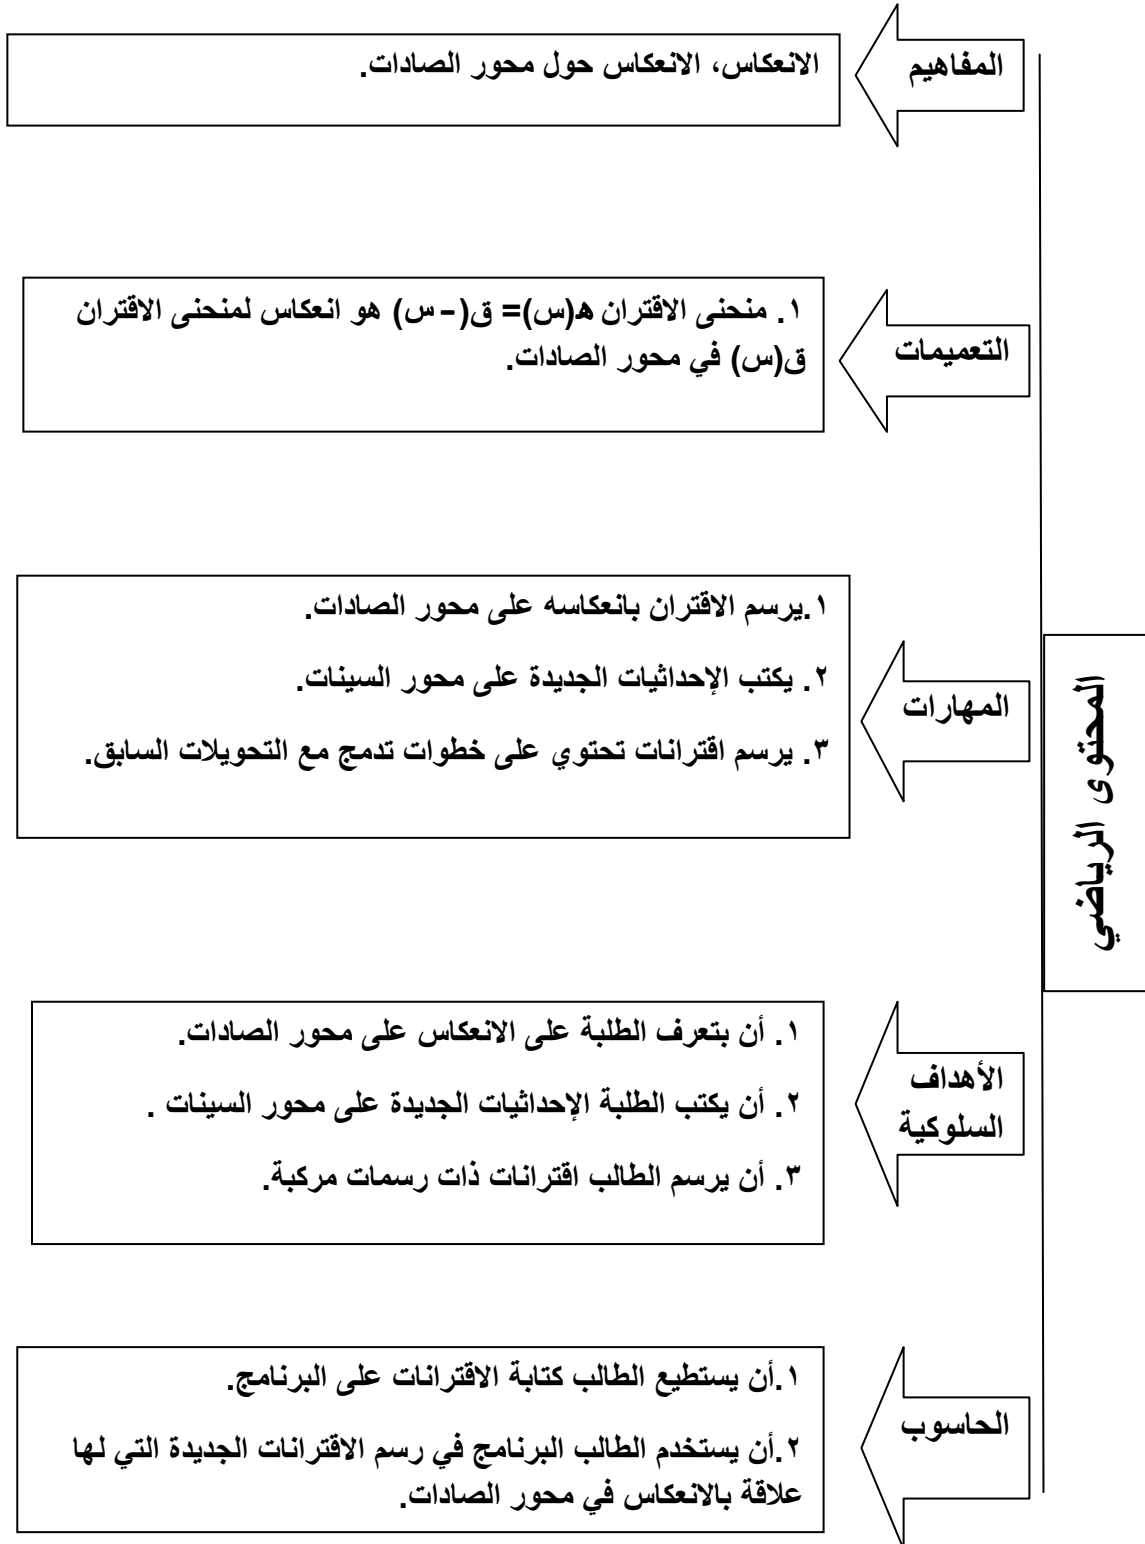 المفاهيم
الانعكاس، الانعكاس حول محور الصادات.
التعميمات
١. منحنى الاقتران ه(س)= ق(- س) هو انعكاس لمنحنى الاقتران
ق(س) في محور الصادات.
المحتوى الرياضي
المهارات
١.يرسم الاقتران بانعكاسه على محور الصادات.
٢. يكتب الإحداثيات الجديدة على محور السينات.
٣. يرسم اقترانات تحتوي على خطوات تدمج مع التحويلات السابق.
الأهداف
السلوكية
١. أن بتعرف الطلبة على الانعكاس على محور الصادات.
٢. أن يكتب الطلبة الإحداثيات الجديدة على محور السينات .
٣. أن يرسم الطالب اقترانات ذات رسمات مركبة.
الحاسوب
١.أن يستطيع الطالب كتابة الاقترانات على البرنامج.
٢.أن يستخدم الطالب البرنامج في رسم الاقترانات الجديدة التي لها
علاقة بالانعكاس في محور الصادات.